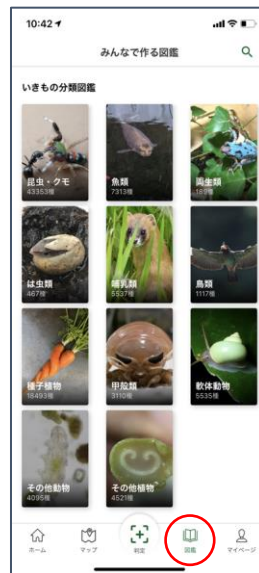 10:42
みんなで作る図鑑
いきもの分類図鑑
昆虫・クモ
43353種
魚類
7313種
両生類
189種
は虫類
467種
哺乳類
5537種
鳥類
1117種
種子植物
18493種
甲殻類
3110種
軟体動物
5535種
その他動物
4095種
その他植物
4521種
ホーム
マップ
判定
図鑑
マイページ